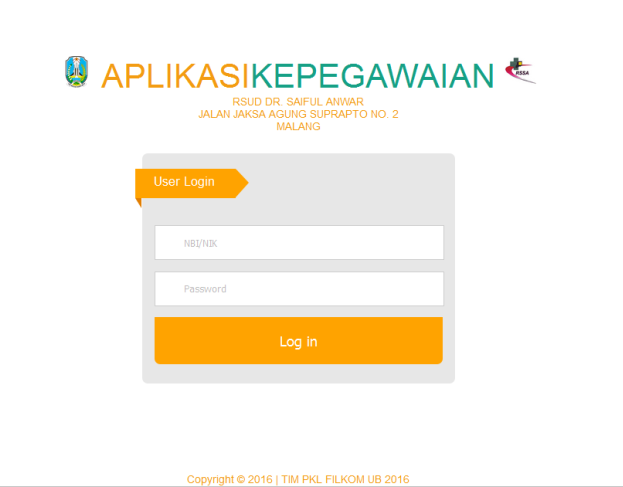 APLIKASIKEPEGAWAIAN
RSSA
RSUD DR. SAIFUL ANWAR
JALAN JAKSA AGUNG SUPRAPTO NO. 2
MALANG
User Login
NBI/NIK
Password
Log in
Copyright © 2016 | TIM PKL FILKOM UB 2016